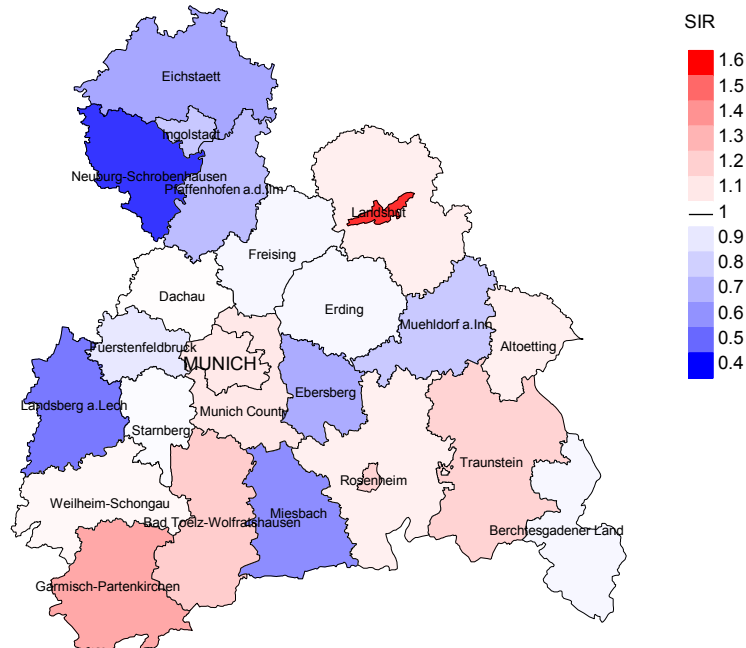 SIR
1.6
1.5
1.4
1.3
1.2
1.1
1
0.9
0.8
0.7
0.6
0.5
0.4
Eichstaett
Ingolstadt
Neuburg-Schrobenhausen
Pfaffenhofen a.d.Ilm
Landshut
Freising
Dachau
Erding
Muehldorf a.Inn
Fuerstenfeldbruck
Altoetting
MUNICH
Ebersberg
Landsberg a.Lech
Munich County
Starnberg
Traunstein
Rosenheim
Weilheim-Schongau
Miesbach
Bad Toelz-Wolfratshausen
Berchtesgadener Land
Garmisch-Partenkirchen